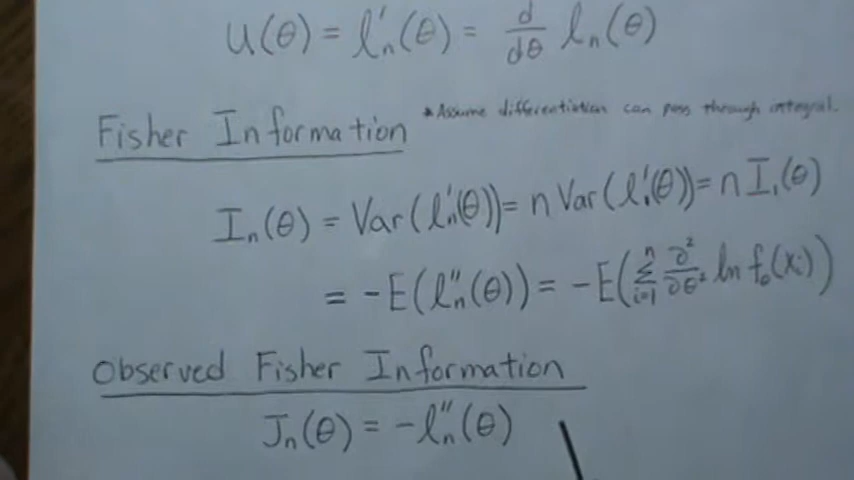 U(θ) = l'ₙ(θ) = d/dθ lₙ(θ)
Fisher Information *Assume differentiation can pass through integral.
Iₙ(θ) = Var(l'ₙ(θ)) = n Var(l'₁(θ)) = n I₁(θ)
= -E(l''ₙ(θ)) = -E(∑ᵢ₌₁ⁿ ∂²/∂θ² ln f_θ(xᵢ))
Observed Fisher Information
Jₙ(θ) = -l''ₙ(θ)